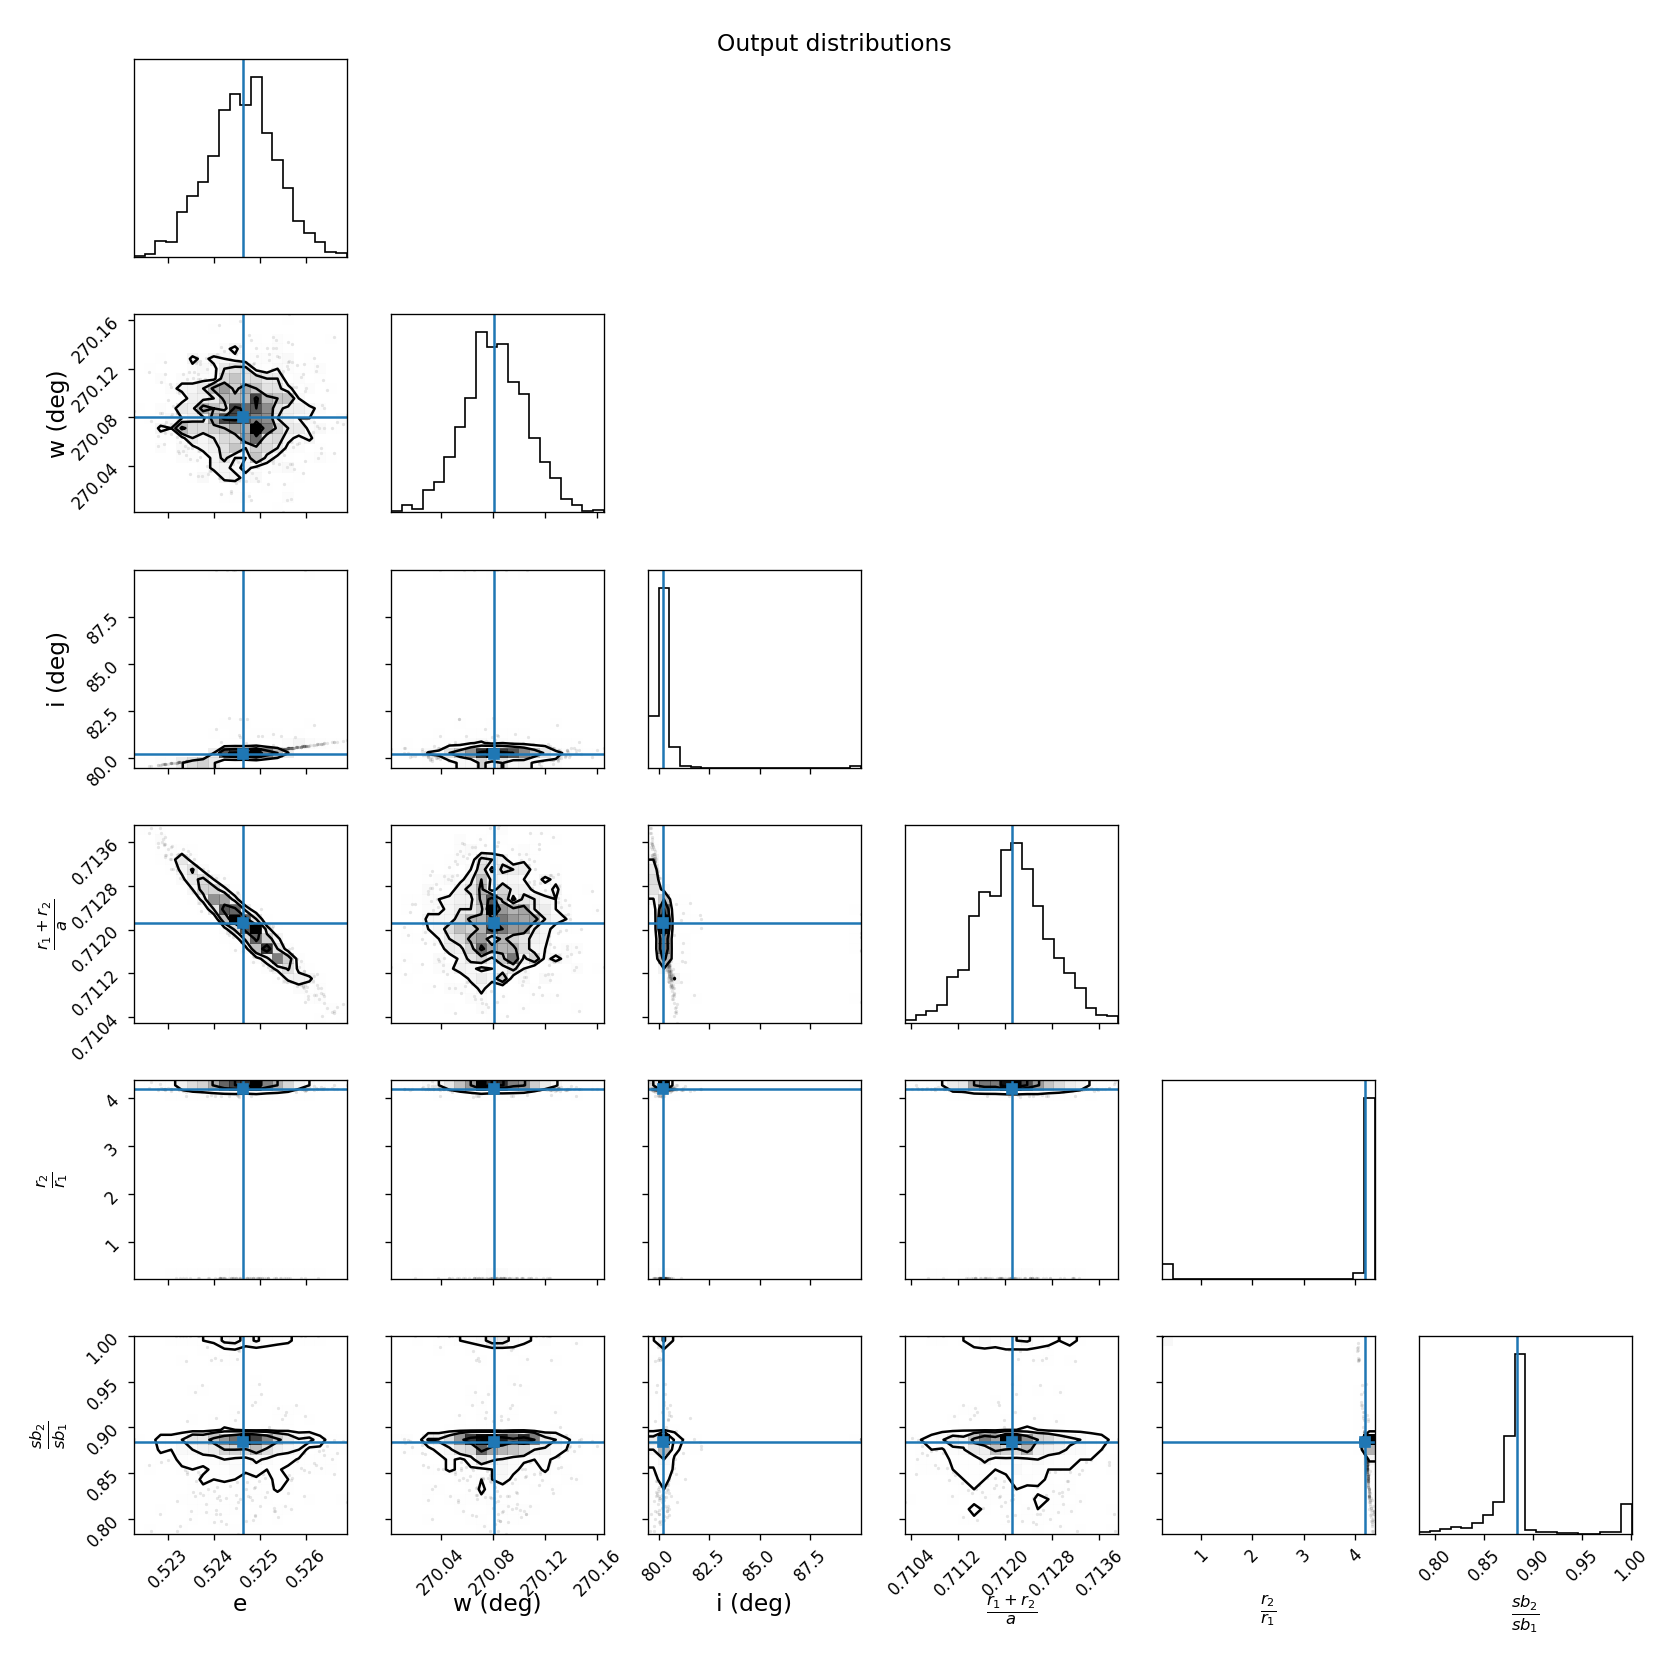 Output distributions
270.16
270.12
270.08
270.04
w (deg)
87.5
85.0
82.5
80.0
i (deg)
0.7136
0.7128
0.7120
0.7112
0.7104
r₁ + r₂
a
4
3
2
1
r₂
r₁
1.00
0.95
0.90
0.85
0.80
sb₂
sb₁
0.523 0.524 0.525 0.526
e
270.04 270.08 270.12 270.16
w (deg)
80.0 82.5 85.0 87.5
i (deg)
0.7104 0.7112 0.7120 0.7128 0.7136
r₁ + r₂
a
1 2 3 4
r₂
r₁
0.80 0.85 0.90 0.95 1.00
sb₂
sb₁